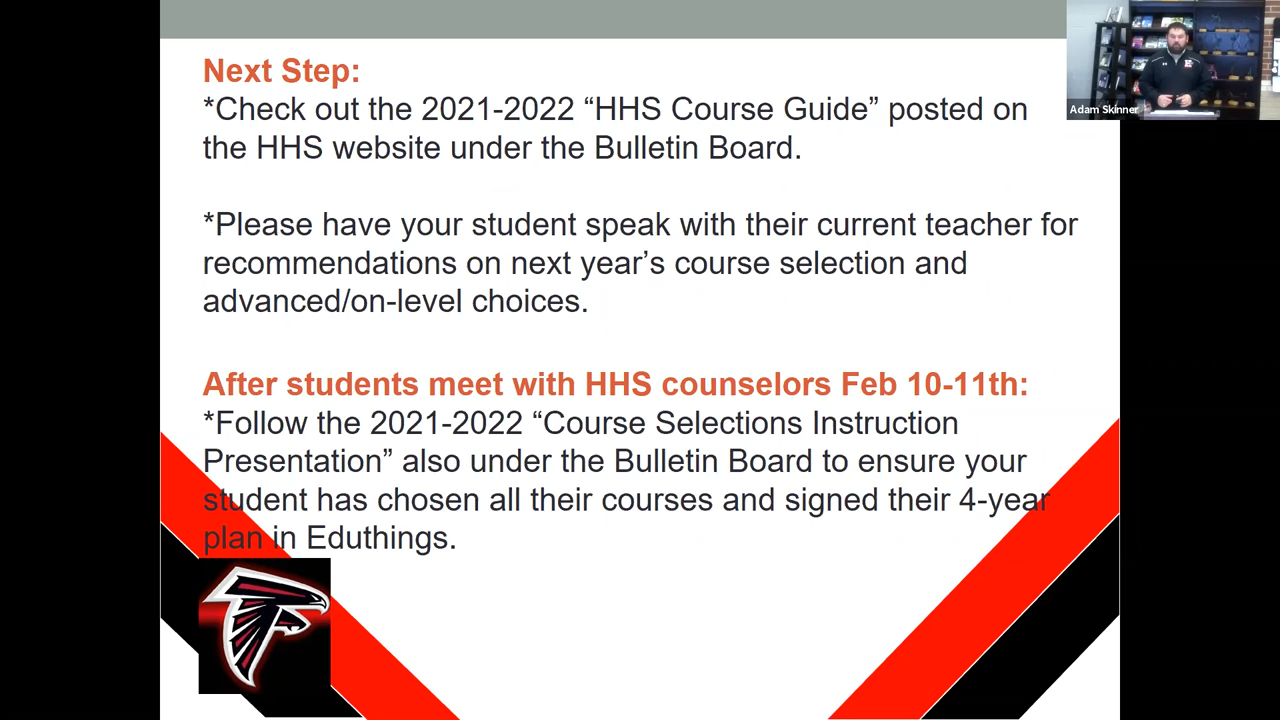 Next Step:
*Check out the 2021-2022 “HHS Course Guide” posted on
the HHS website under the Bulletin Board.
*Please have your student speak with their current teacher for
recommendations on next year’s course selection and
advanced/on-level choices.
After students meet with HHS counselors Feb 10-11th:
*Follow the 2021-2022 “Course Selections Instruction
Presentation” also under the Bulletin Board to ensure your
student has chosen all their courses and signed their 4-year
plan in Eduthings.
Adam Skinner